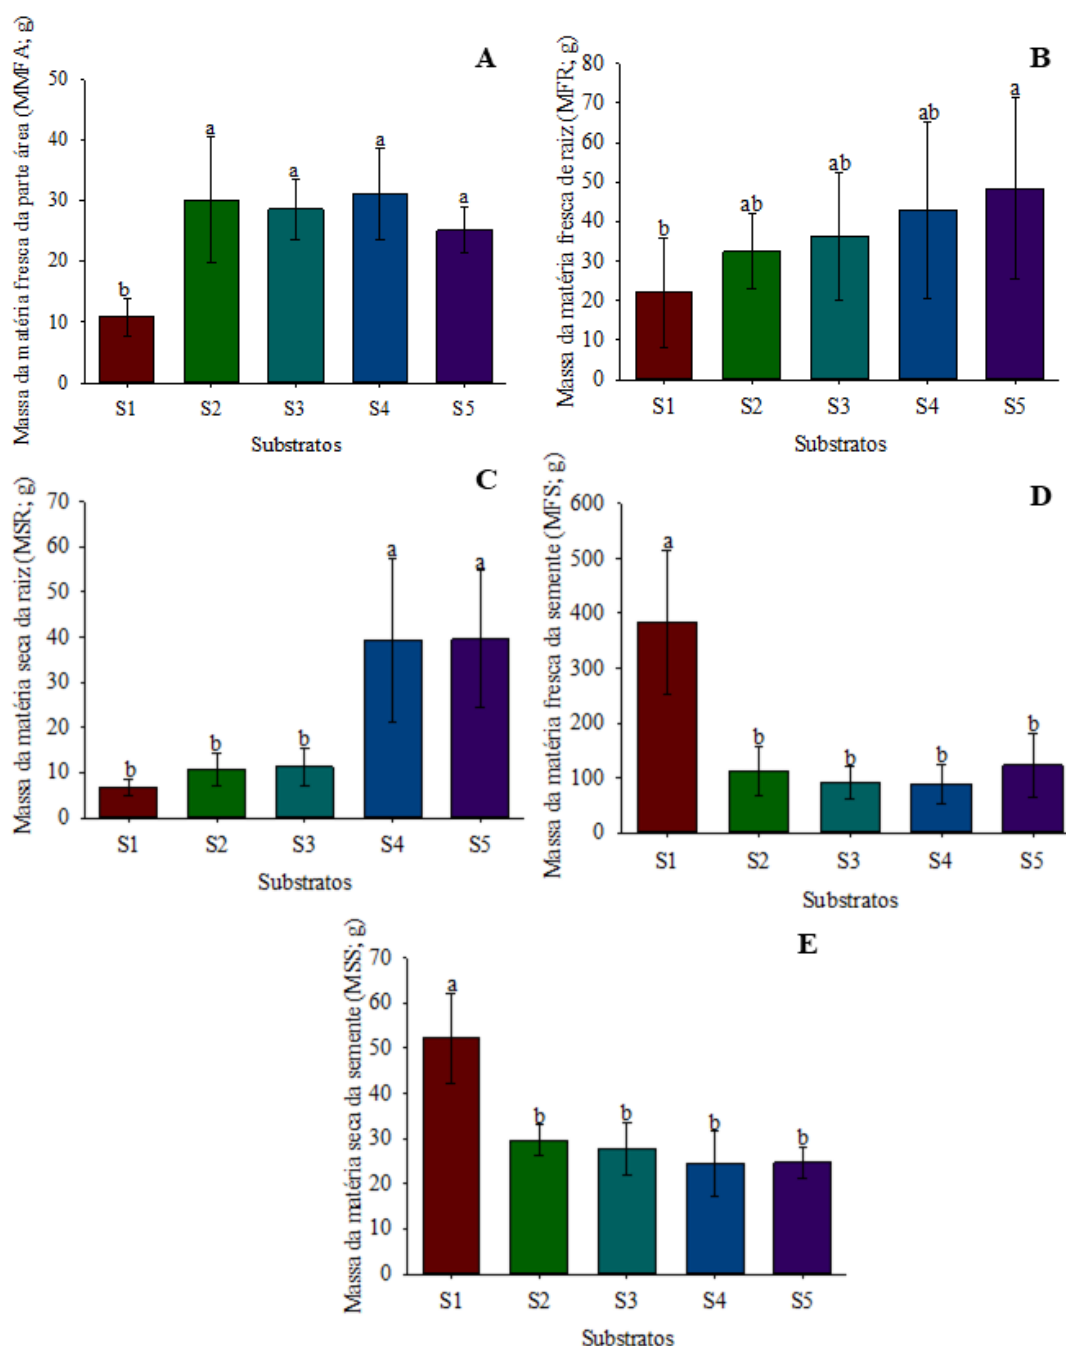 A
Massa da matéria fresca da parte área (MMFA; g)
50
40
30
20
10
0
a
a
a
a
b
S1 S2 S3 S4 S5
Substratos
B
Massa da matéria fresca de raiz (MFR; g)
80
70
60
50
40
30
20
10
0
b
ab
ab
ab
a
S1 S2 S3 S4 S5
Substratos
C
Massa da matéria seca da raiz (MSR; g)
70
60
50
40
30
20
10
0
b
b
b
a
a
S1 S2 S3 S4 S5
Substratos
D
Massa da matéria fresca da semente (MFS; g)
600
500
400
300
200
100
0
a
b
b
b
b
S1 S2 S3 S4 S5
Substratos
E
Massa da matéria seca da semente (MSS; g)
70
60
50
40
30
20
10
0
a
b
b
b
b
S1 S2 S3 S4 S5
Substratos